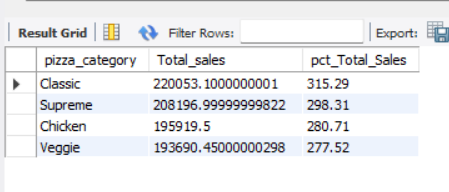 Result Grid Filter Rows: Export:
pizza_category Total_sales pct_Total_Sales
Classic 220053.1000000001 315.29
Supreme 208196.99999999822 298.31
Chicken 195919.5 280.71
Veggie 193690.45000000298 277.52